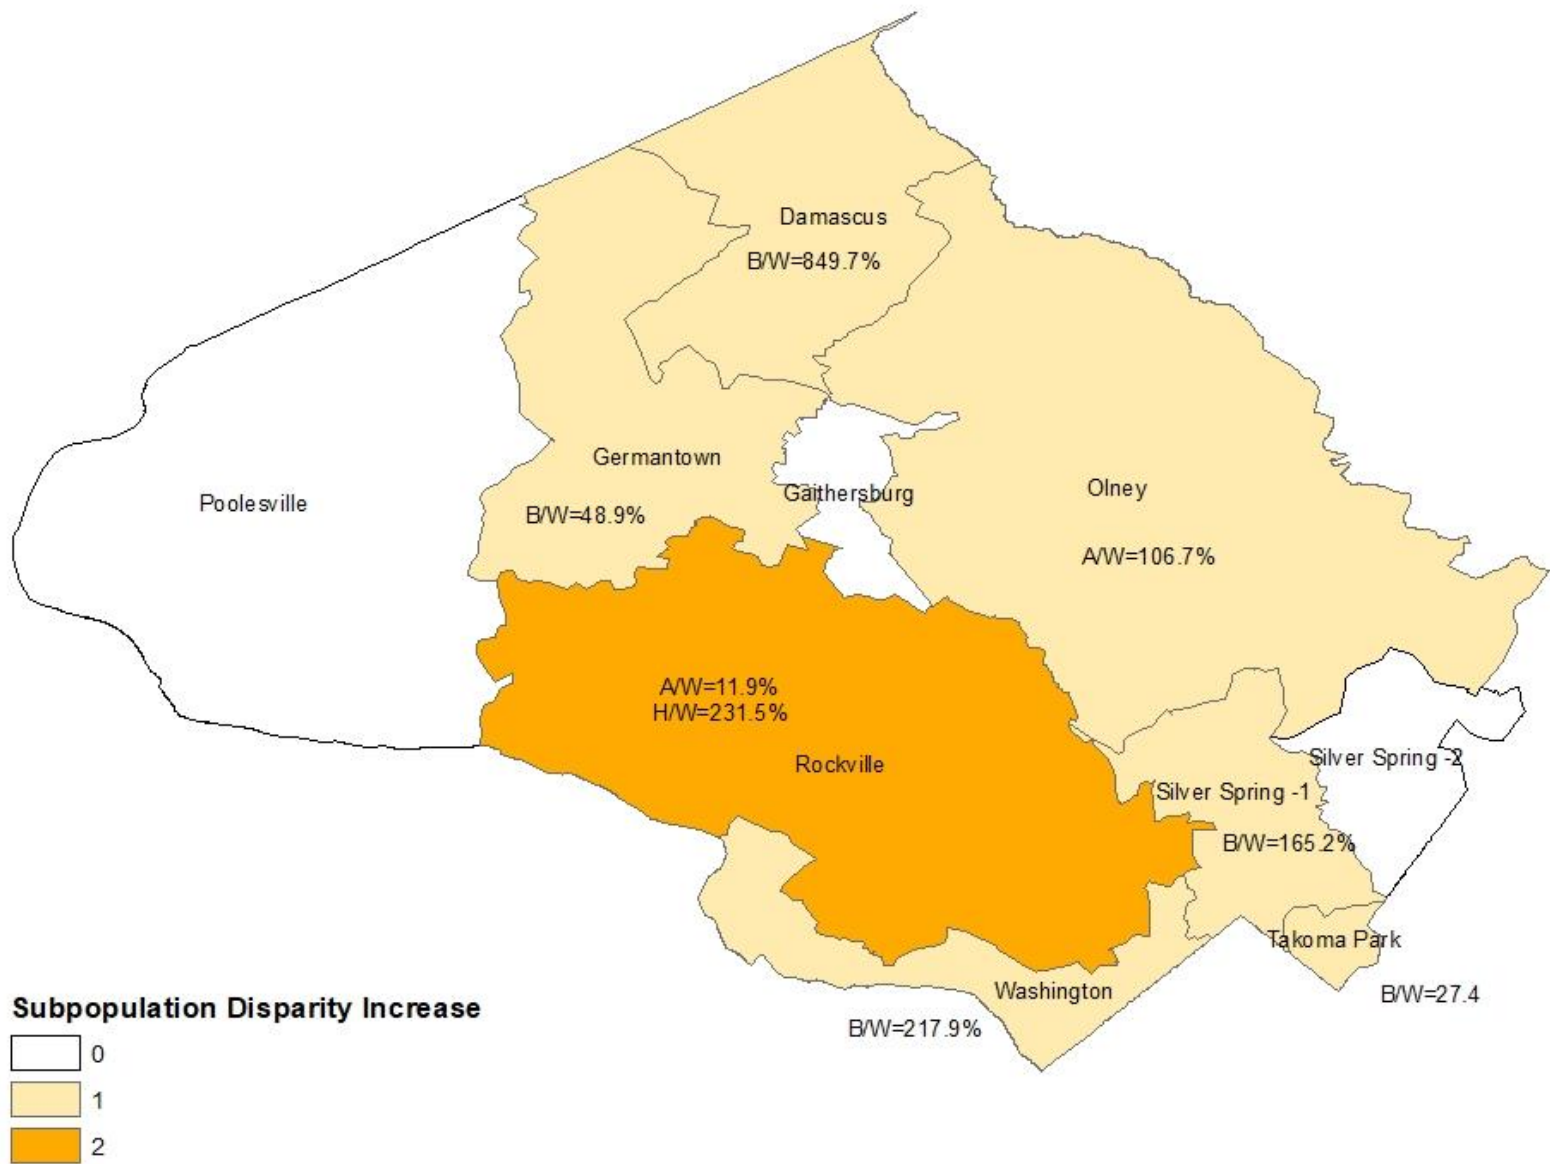 Damascus
B/W=849.7%
Germantown
B/W=48.9%
Gaithersburg
Olney
A/W=106.7%
Poolesville
A/W=11.9%
H/W=231.5%
Rockville
Silver Spring -2
Silver Spring -1
B/W=165.2%
Takoma Park
B/W=27.4
Washington
B/W=217.9%
Subpopulation Disparity Increase
0
1
2